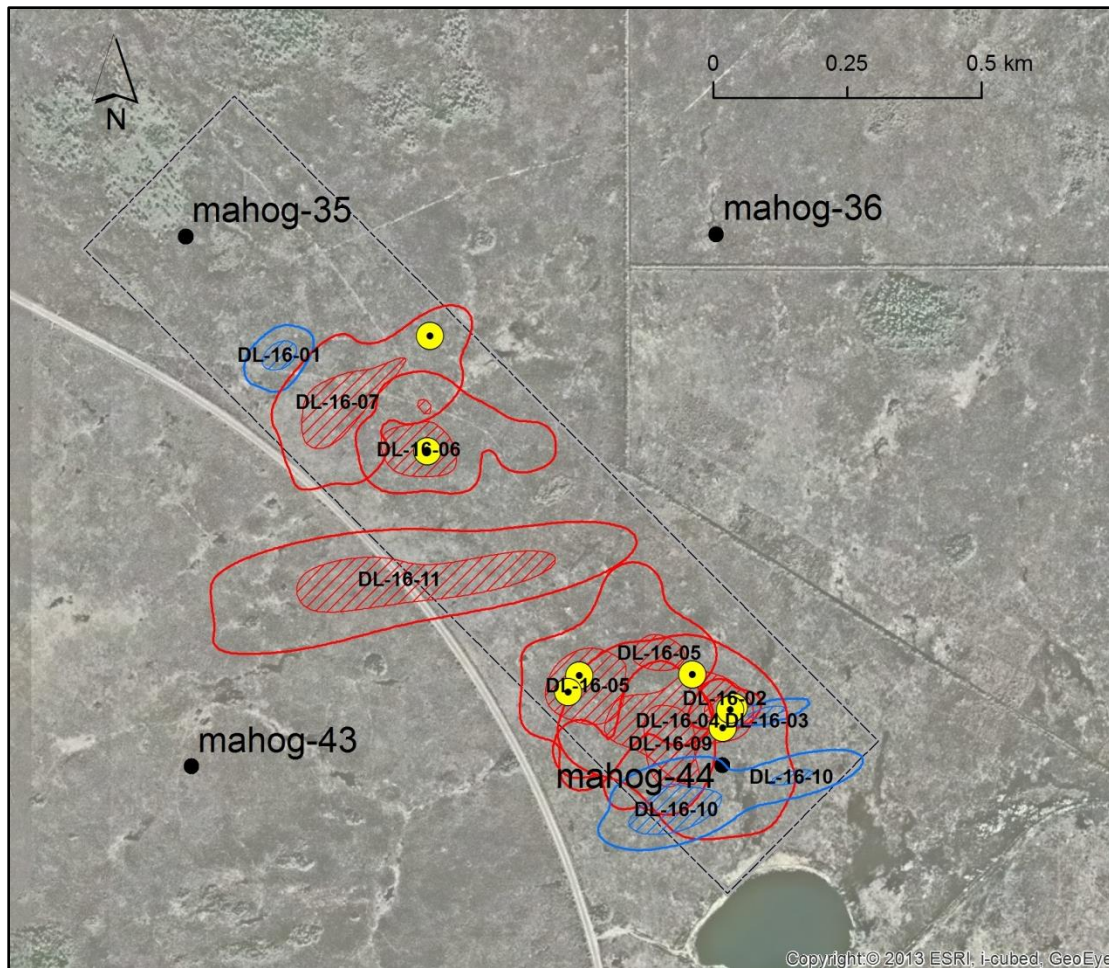 0 0.25 0.5 km
N
mahog-35
mahog-36
DL-16-01
DL-16-07
DL-16-06
DL-16-11
DL-16-05
DL-16-05
DL-16-02
DL-16-04
DL-16-03
DL-16-09
mahog-43
mahog-44
DL-16-10
DL-16-10
Copyright:© 2013 ESRI, i-cubed, GeoEye